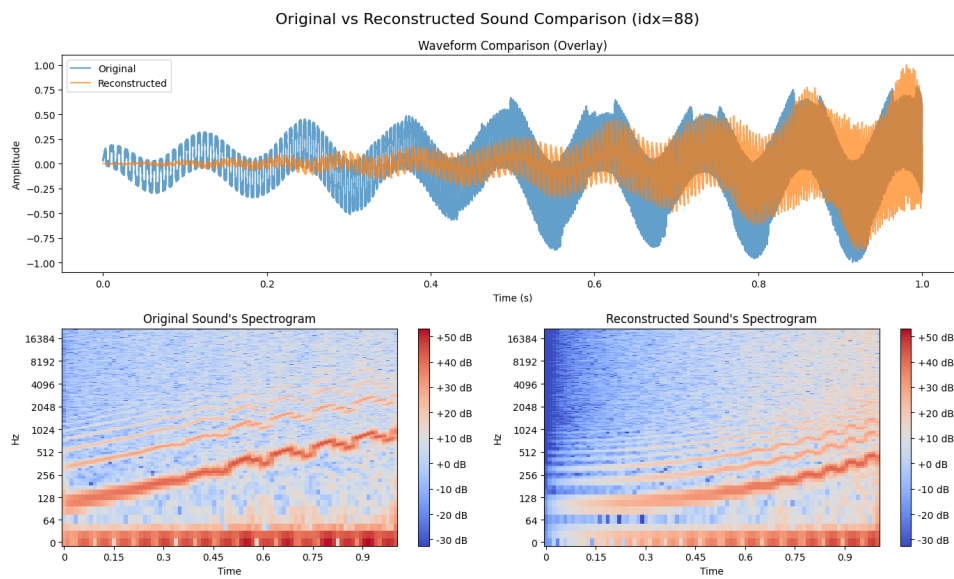 Original vs Reconstructed Sound Comparison (idx=88)
Waveform Comparison (Overlay)
Original
Reconstructed
Amplitude
1.00
0.75
0.50
0.25
0.00
-0.25
-0.50
-0.75
-1.00
0.0 0.2 0.4 0.6 0.8 1.0
Time (s)
Original Sound's Spectrogram
Hz
16384
8192
4096
2048
1024
512
256
128
64
0
0 0.15 0.3 0.45 0.6 0.75 0.9
Time
+50 dB
+40 dB
+30 dB
+20 dB
+10 dB
+0 dB
-10 dB
-20 dB
-30 dB
Reconstructed Sound's Spectrogram
Hz
16384
8192
4096
2048
1024
512
256
128
64
0
0 0.15 0.3 0.45 0.6 0.75 0.9
Time
+50 dB
+40 dB
+30 dB
+20 dB
+10 dB
+0 dB
-10 dB
-20 dB
-30 dB